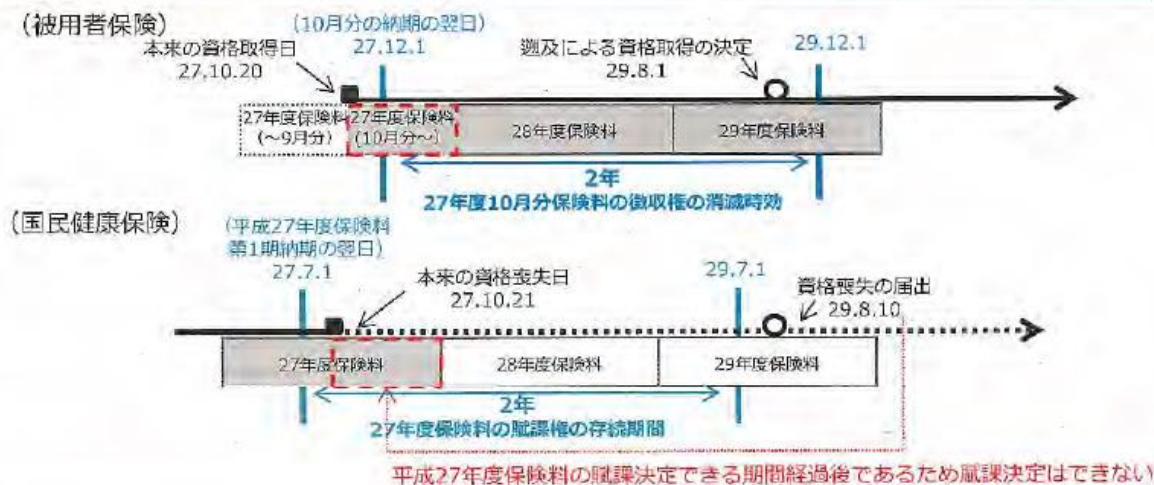 (被用者保険)
(10月分の納期の翌日)
27.12.1
本来の資格取得日
27.10.20
遡及による資格取得の決定
29.8.1
29.12.1
27年度保険料
(～9月分)
27年度保険料
(10月分～)
28年度保険料
29年度保険料
2年
27年度10月分保険料の徴収権の消滅時効
(国民健康保険)
(平成27年度保険料
第1期納期の翌日)
27.7.1
本来の資格喪失日
27.10.21
29.7.1
資格喪失の届出
29.8.10
27年度保険料
28年度保険料
29年度保険料
2年
27年度保険料の賦課権の存続期間
平成27年度保険料の賦課決定できる期間経過後であるため賦課決定はできない